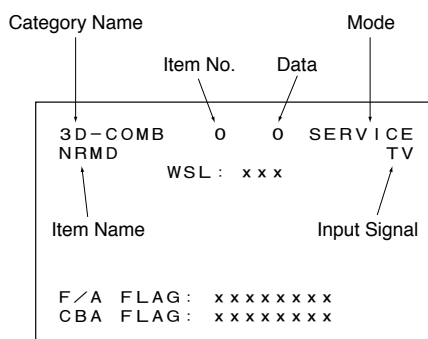 Category Name
Mode
Item No.
Data
3D-COMB 0 0 SERVICE
NRMD TV
WSL: xxx
Item Name
Input Signal
F/A FLAG: xxxxxxxx
CBA FLAG: xxxxxxxx